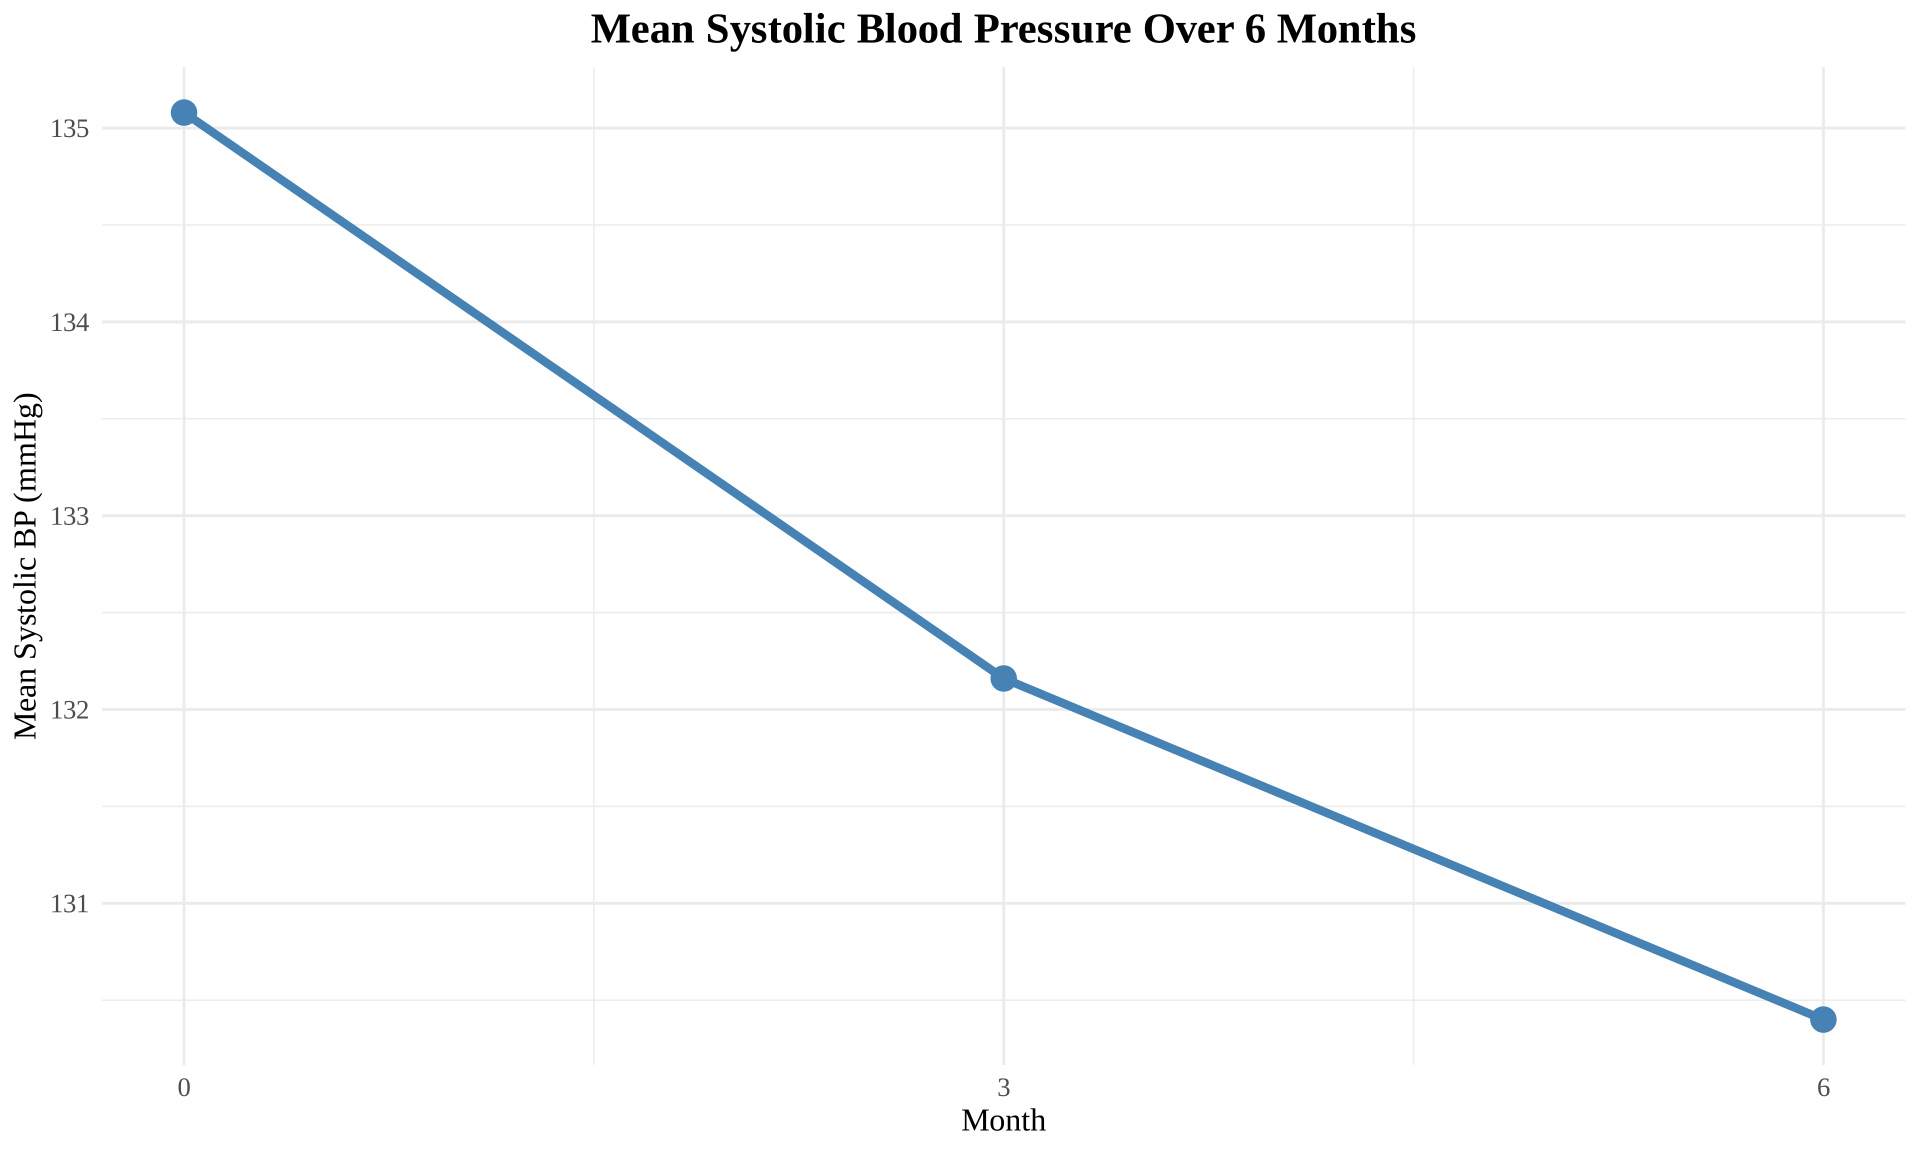 Mean Systolic Blood Pressure Over 6 Months
Mean Systolic BP (mmHg)
135
134
133
132
131
0
3
6
Month